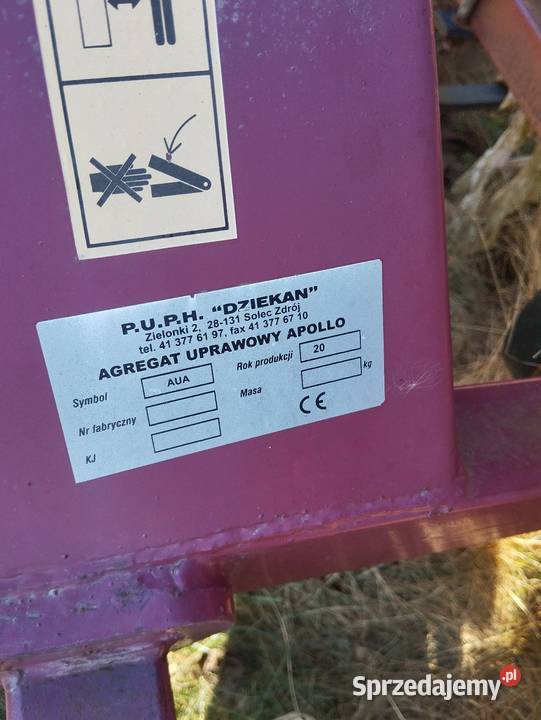 P.U.P.H. "DZIEKAN"
Zielonki 2, 28-131 Solec Zdrój
tel. 41 377 61 97, fax 41 377 67 10
AGREGAT UPRAWOWY APOLLO
Symbol AUA Rok produkcji 20
Nr fabryczny Masa kg
KJ CE
Sprzedajemy.pl